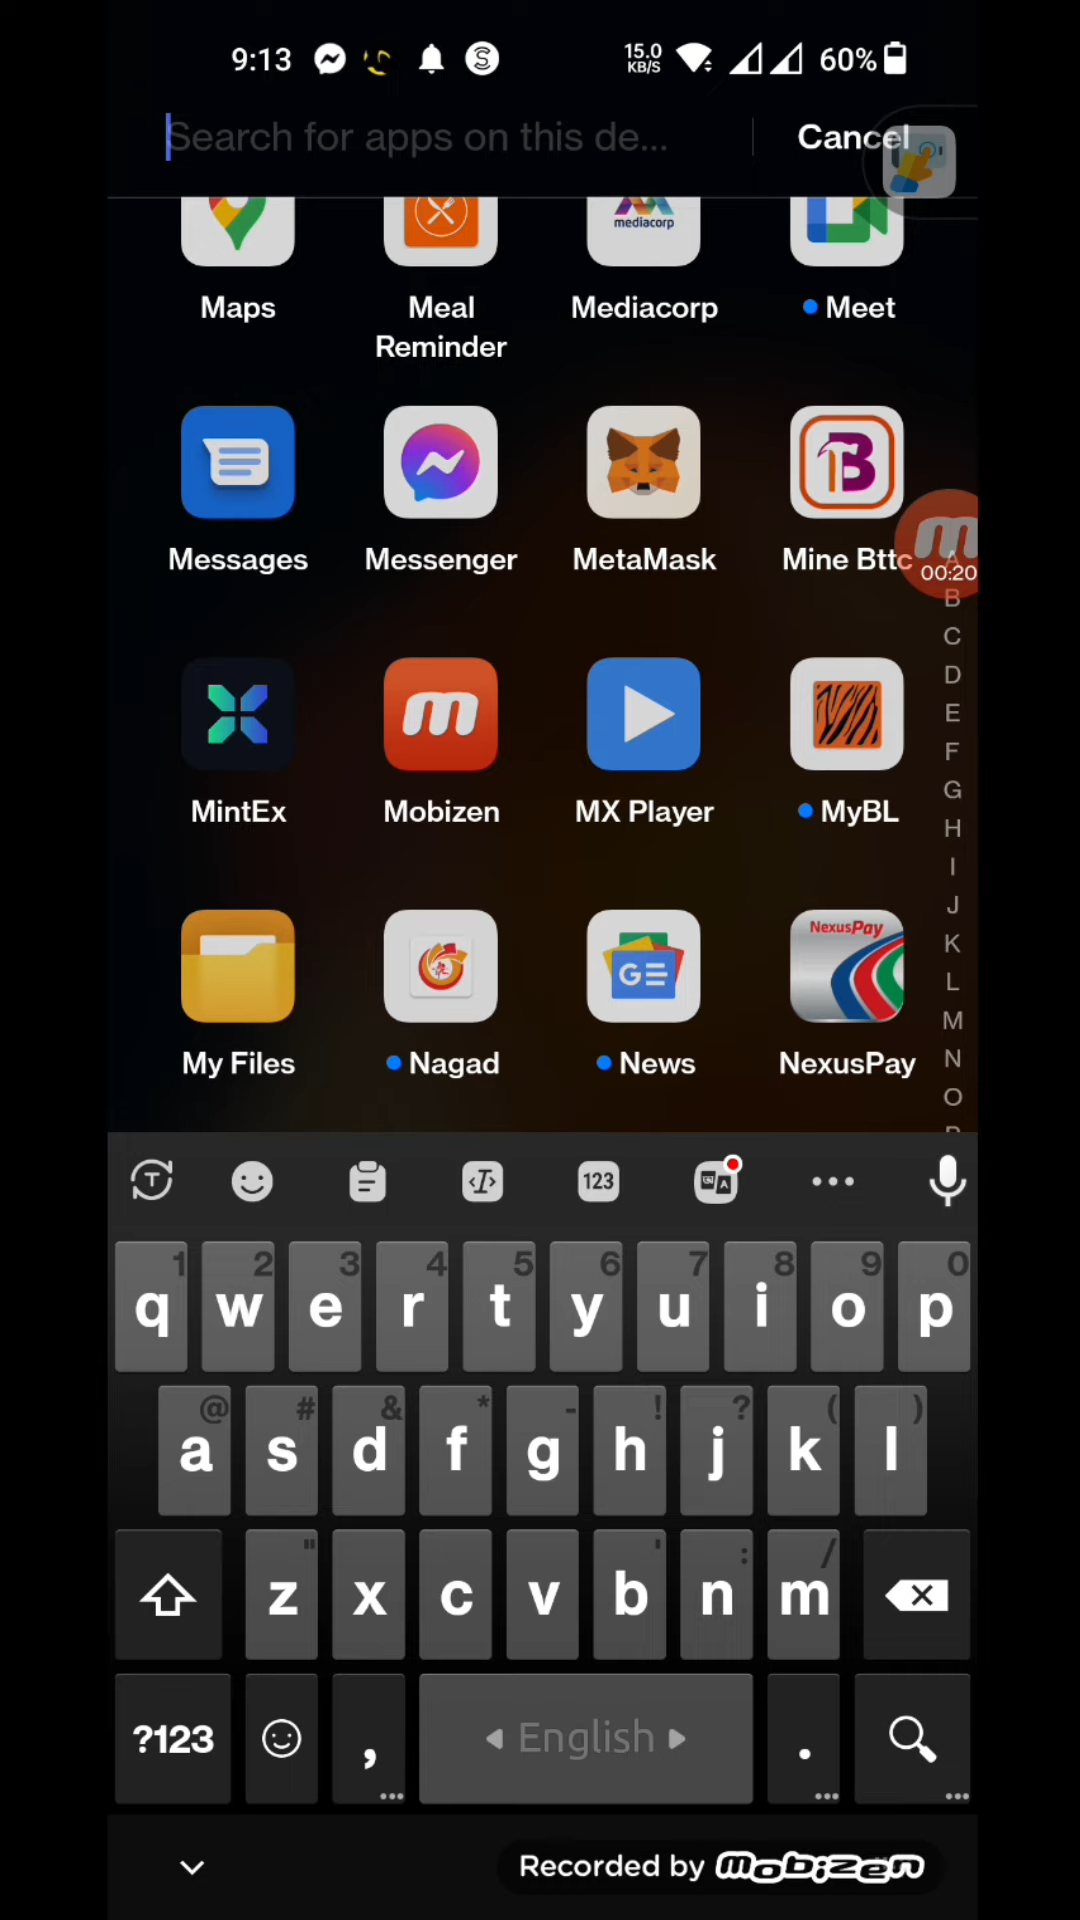 9:13
15.0
KB/S
60%
Search for apps on this de...
Cancel
mediacorp
Maps
Meal
Reminder
Mediacorp
Meet
Messages
Messenger
MetaMask
Mine Bttc
00:20
A
B
C
D
E
F
G
H
I
J
K
L
M
N
O
MintEx
Mobizen
MX Player
MyBL
NexusPay
My Files
Nagad
News
NexusPay
T
123
A
1 2 3 4 5 6 7 8 9 0
q w e r t y u i o p
@ # & * - ! ? ( )
a s d f g h j k l
" ' : /
z x c v b n m
?123 , English .
Recorded by mobizen